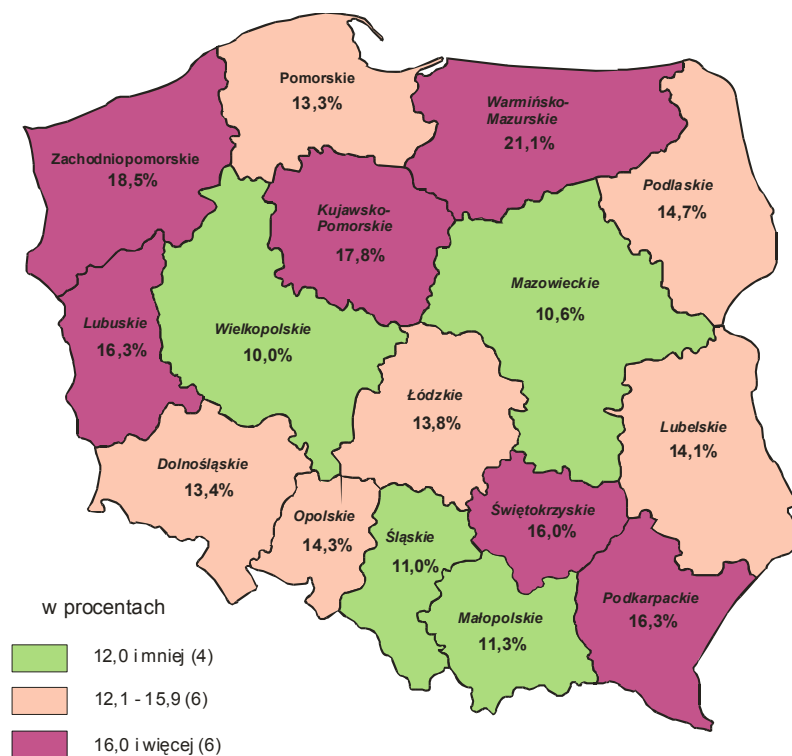 Pomorskie
13,3%
Warmińsko-
Mazurskie
21,1%
Zachodniopomorskie
18,5%
Podlaskie
14,7%
Kujawsko-
Pomorskie
17,8%
Mazowieckie
10,6%
Lubuskie
16,3%
Wielkopolskie
10,0%
Łódzkie
13,8%
Lubelskie
14,1%
Dolnośląskie
13,4%
Opolskie
14,3%
Śląskie
11,0%
Świętokrzyskie
16,0%
Małopolskie
11,3%
Podkarpackie
16,3%
w procentach
12,0 i mniej (4)
12,1 - 15,9 (6)
16,0 i więcej (6)